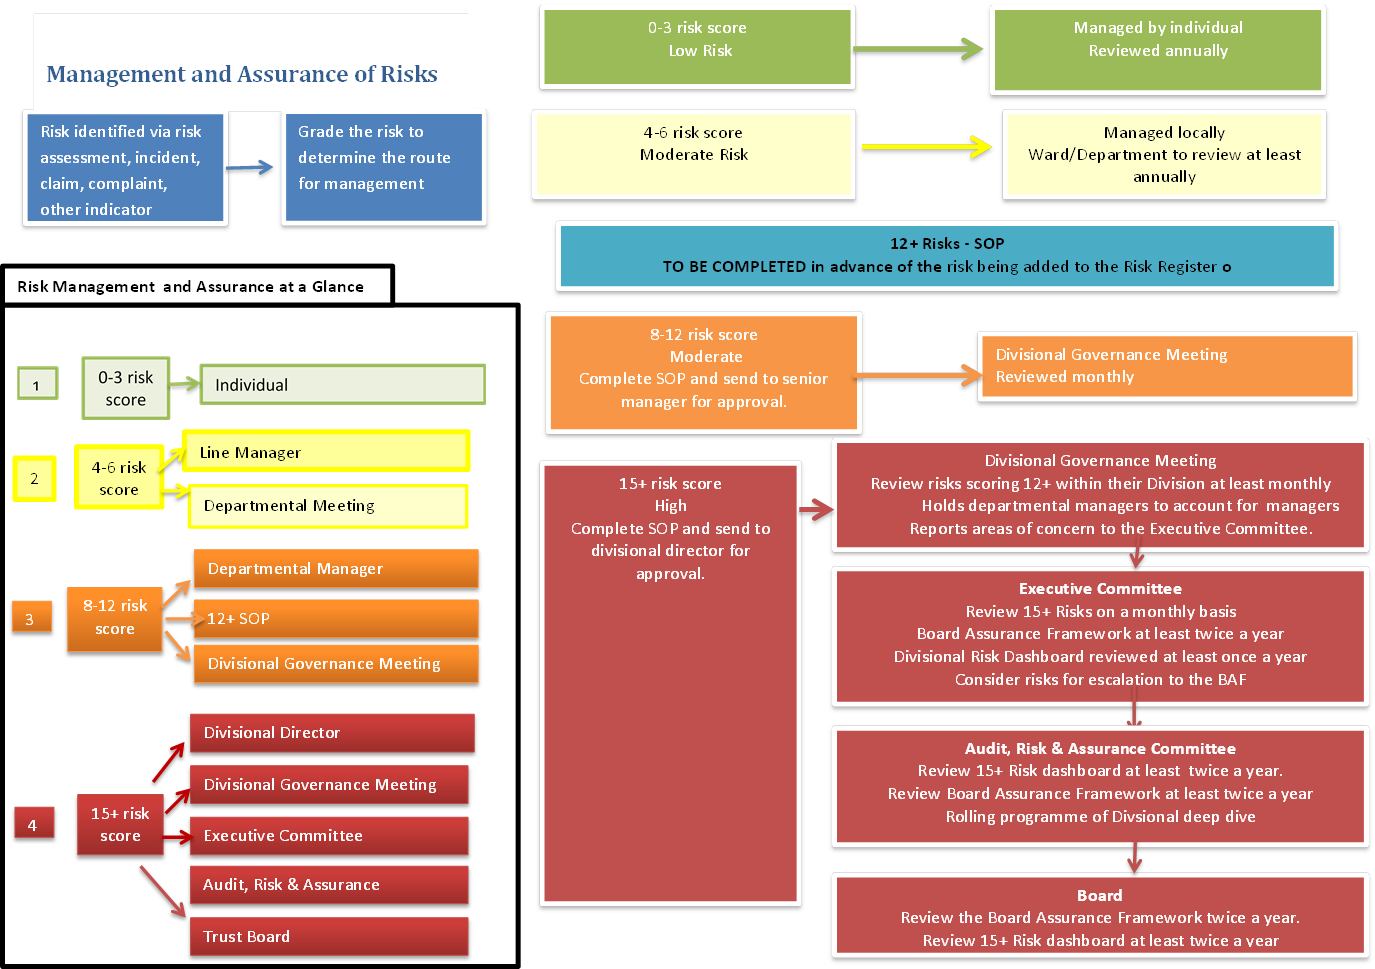 Management and Assurance of Risks
Risk identified via risk
assessment, incident,
claim, complaint,
other indicator
Grade the risk to
determine the route
for management
0-3 risk score
Low Risk
Managed by individual
Reviewed annually
4-6 risk score
Moderate Risk
Managed locally
Ward/Department to review at least
annually
12+ Risks - SOP
TO BE COMPLETED in advance of the risk being added to the Risk Register o
8-12 risk score
Moderate
Complete SOP and send to senior
manager for approval.
Divisional Governance Meeting
Reviewed monthly
15+ risk score
High
Complete SOP and send to
divisional director for
approval.
Divisional Governance Meeting
Review risks scoring 12+ within their Division at least monthly
Holds departmental managers to account for managers
Reports areas of concern to the Executive Committee.
Executive Committee
Review 15+ Risks on a monthly basis
Board Assurance Framework at least twice a year
Divisional Risk Dashboard reviewed at least once a year
Consider risks for escalation to the BAF
Audit, Risk & Assurance Committee
Review 15+ Risk dashboard at least twice a year.
Review Board Assurance Framework at least twice a year
Rolling programme of Divsional deep dive
Board
Review the Board Assurance Framework twice a year.
Review 15+ Risk dashboard at least twice a year
Risk Management and Assurance at a Glance
1
0-3 risk
score
Individual
2
4-6 risk
score
Line Manager
Departmental Meeting
3
8-12 risk
score
Departmental Manager
12+ SOP
Divisional Governance Meeting
4
15+ risk
score
Divisional Director
Divisional Governance Meeting
Executive Committee
Audit, Risk & Assurance
Trust Board